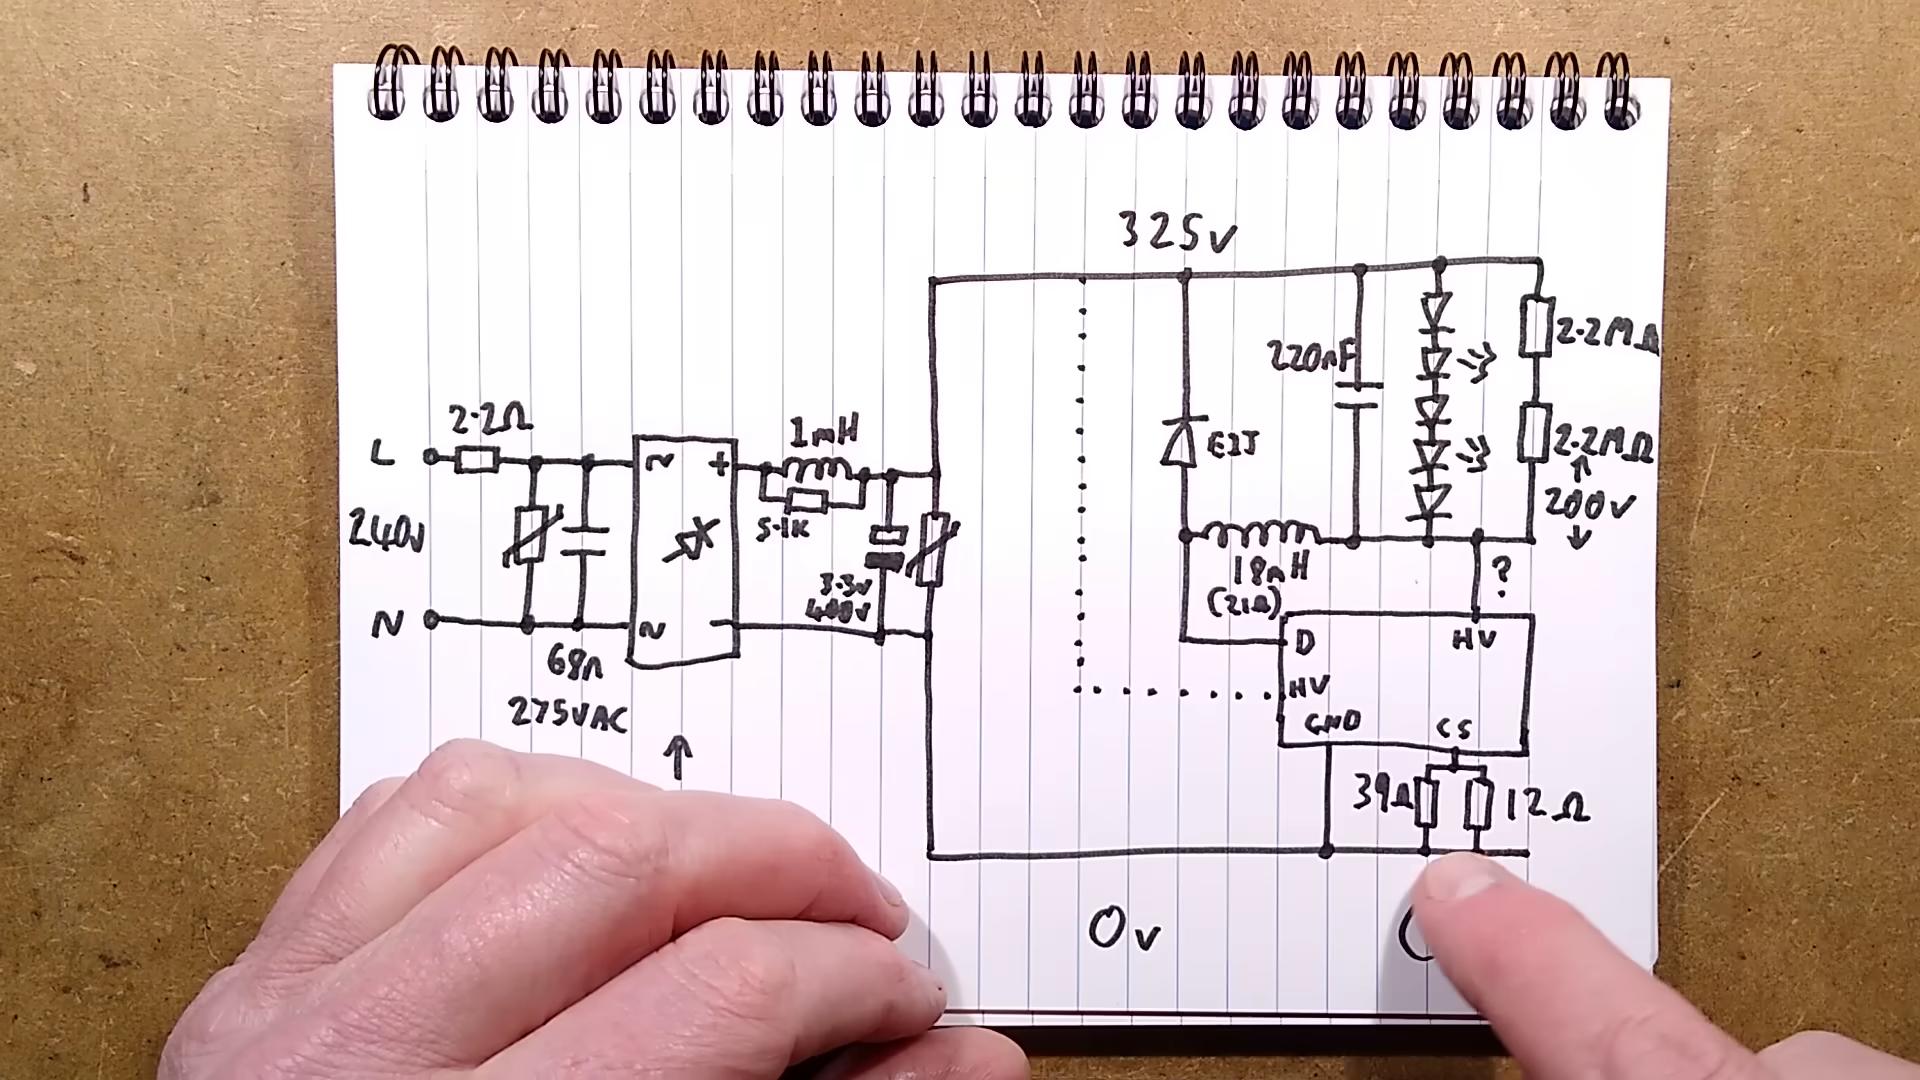 325v
220nF
2.2MΩ
2.2Ω
L
1mH
E1J
2.2MΩ
200v
~ +
5.1K
240v
3.3v
400v
18mH
(21Ω)
?
N
~ -
D
HV
HV
GND
CS
68n
275VAC
39Ω
12Ω
0v